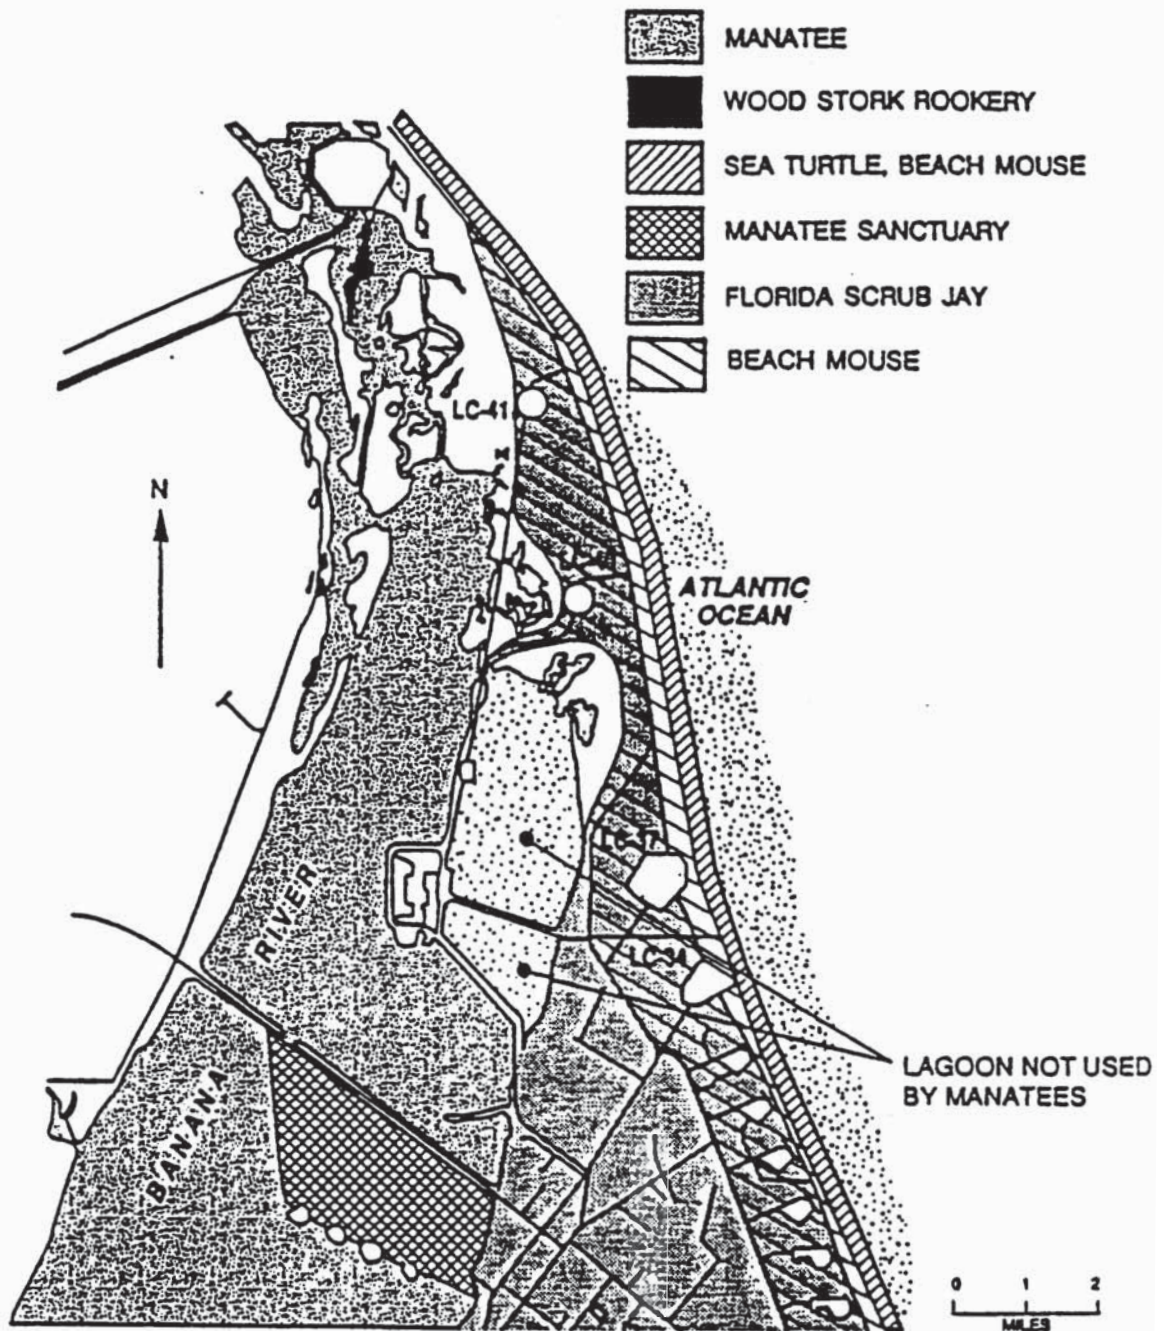 MANATEE
WOOD STORK ROOKERY
SEA TURTLE, BEACH MOUSE
MANATEE SANCTUARY
FLORIDA SCRUB JAY
BEACH MOUSE
LC-41
N
ATLANTIC
OCEAN
LC-17
LC-34
RIVER
BANANA
LAGOON NOT USED
BY MANATEES
0 1 2
MILES